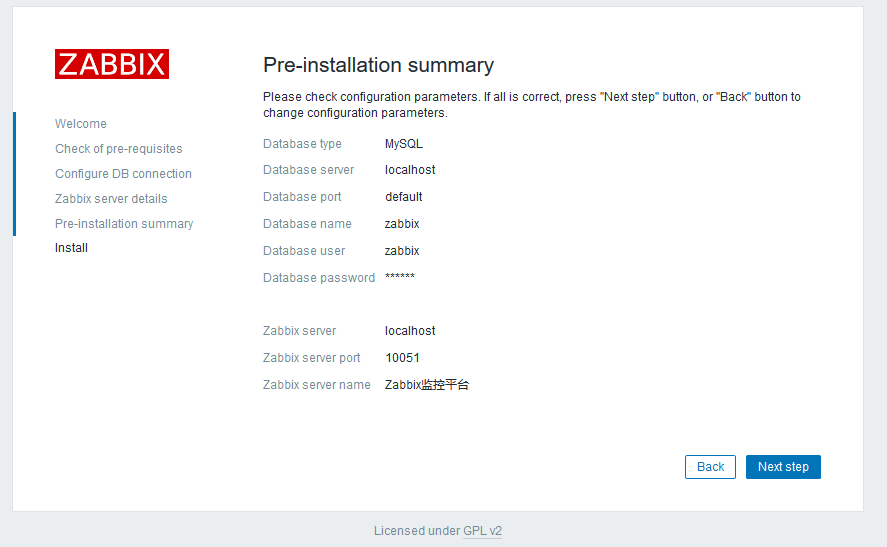 ZABBIX
Welcome
Check of pre-requisites
Configure DB connection
Zabbix server details
Pre-installation summary
Install
Pre-installation summary
Please check configuration parameters. If all is correct, press "Next step" button, or "Back" button to
change configuration parameters.
Database type MySQL
Database server localhost
Database port default
Database name zabbix
Database user zabbix
Database password ******
Zabbix server localhost
Zabbix server port 10051
Zabbix server name Zabbix监控平台
Back Next step
Licensed under GPL v2